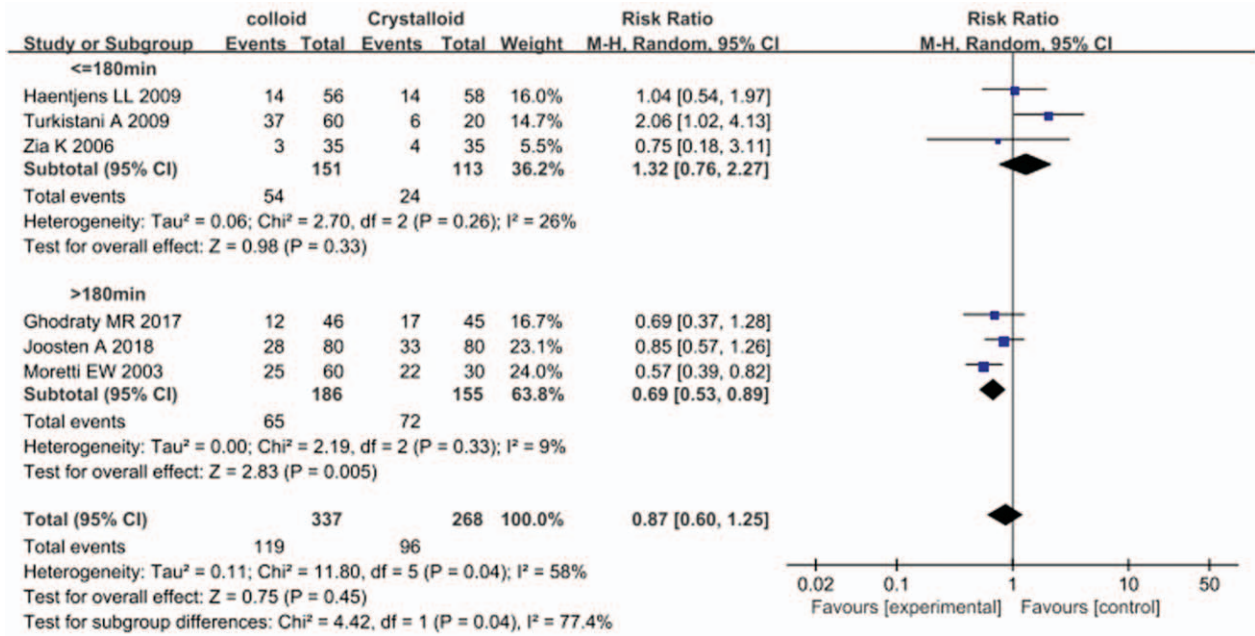 colloid Crystalloid Risk Ratio Risk Ratio
Study or Subgroup Events Total Events Total Weight M-H, Random, 95% CI M-H, Random, 95% CI
<=180min
Haentjens LL 2009 14 56 14 58 16.0% 1.04 [0.54, 1.97]
Turkistani A 2009 37 60 6 20 14.7% 2.06 [1.02, 4.13]
Zia K 2006 3 35 4 35 5.5% 0.75 [0.18, 3.11]
Subtotal (95% CI) 151 113 36.2% 1.32 [0.76, 2.27]
Total events 54 24
Heterogeneity: Tau² = 0.06; Chi² = 2.70, df = 2 (P = 0.26); I² = 26%
Test for overall effect: Z = 0.98 (P = 0.33)
>180min
Ghodraty MR 2017 12 46 17 45 16.7% 0.69 [0.37, 1.28]
Joosten A 2018 28 80 33 80 23.1% 0.85 [0.57, 1.26]
Moretti EW 2003 25 60 22 30 24.0% 0.57 [0.39, 0.82]
Subtotal (95% CI) 186 155 63.8% 0.69 [0.53, 0.89]
Total events 65 72
Heterogeneity: Tau² = 0.00; Chi² = 2.19, df = 2 (P = 0.33); I² = 9%
Test for overall effect: Z = 2.83 (P = 0.005)
Total (95% CI) 337 268 100.0% 0.87 [0.60, 1.25]
Total events 119 96
Heterogeneity: Tau² = 0.11; Chi² = 11.80, df = 5 (P = 0.04); I² = 58%
Test for overall effect: Z = 0.75 (P = 0.45)
Test for subgroup differences: Chi² = 4.42, df = 1 (P = 0.04), I² = 77.4%
0.02 0.1 1 10 50
Favours [experimental] Favours [control]